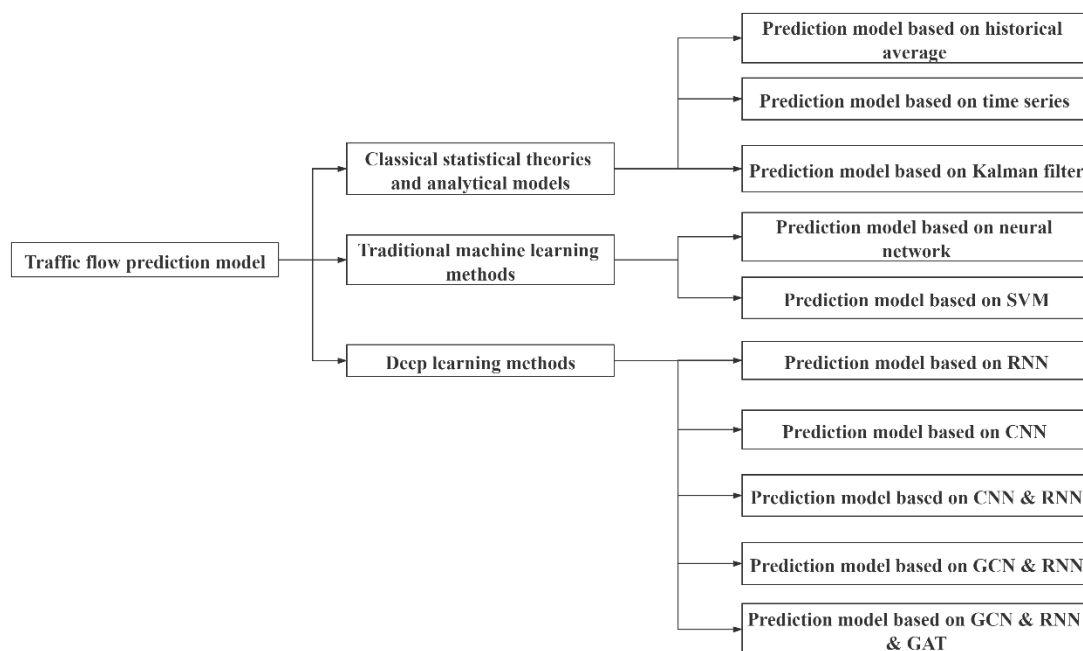 Traffic flow prediction model
Classical statistical theories
and analytical models
Traditional machine learning
methods
Deep learning methods
Prediction model based on historical
average
Prediction model based on time series
Prediction model based on Kalman filter
Prediction model based on neural
network
Prediction model based on SVM
Prediction model based on RNN
Prediction model based on CNN
Prediction model based on CNN & RNN
Prediction model based on GCN & RNN
Prediction model based on GCN & RNN
& GAT